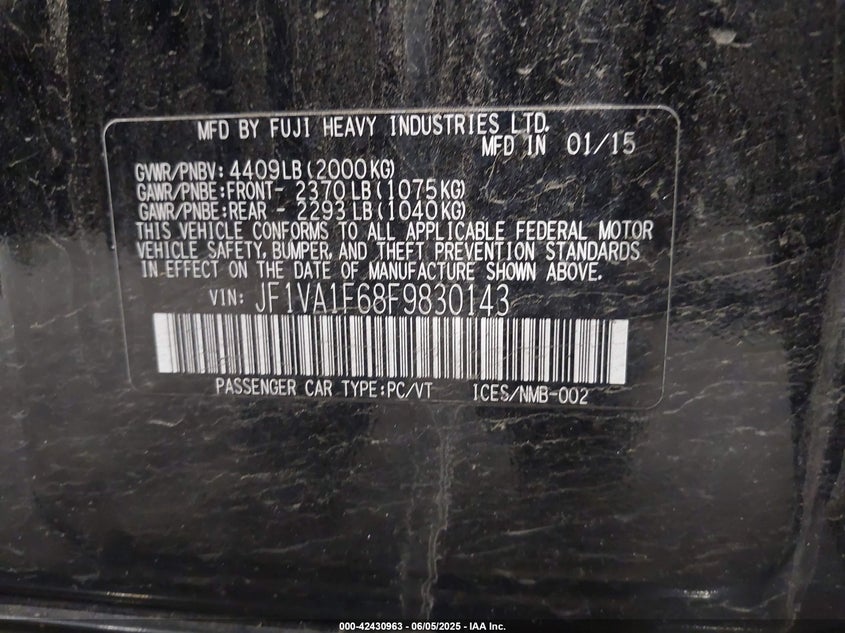 MFD BY FUJI HEAVY INDUSTRIES LTD.
MFD IN 01/15
GVWR/PNBV: 4409LB(2000KG)
GAWR/PNBE:FRONT- 2370LB(1075KG)
GAWR/PNBE:REAR - 2293LB(1040KG)
THIS VEHICLE CONFORMS TO ALL APPLICABLE FEDERAL MOTOR
VEHICLE SAFETY, BUMPER, AND THEFT PREVENTION STANDARDS
IN EFFECT ON THE DATE OF MANUFACTURE SHOWN ABOVE.
VIN: JF1VA1F68F9830143
PASSENGER CAR TYPE:PC/VT ICES/NMB-002
000-42430963 - 06/05/2025 - IAA Inc.